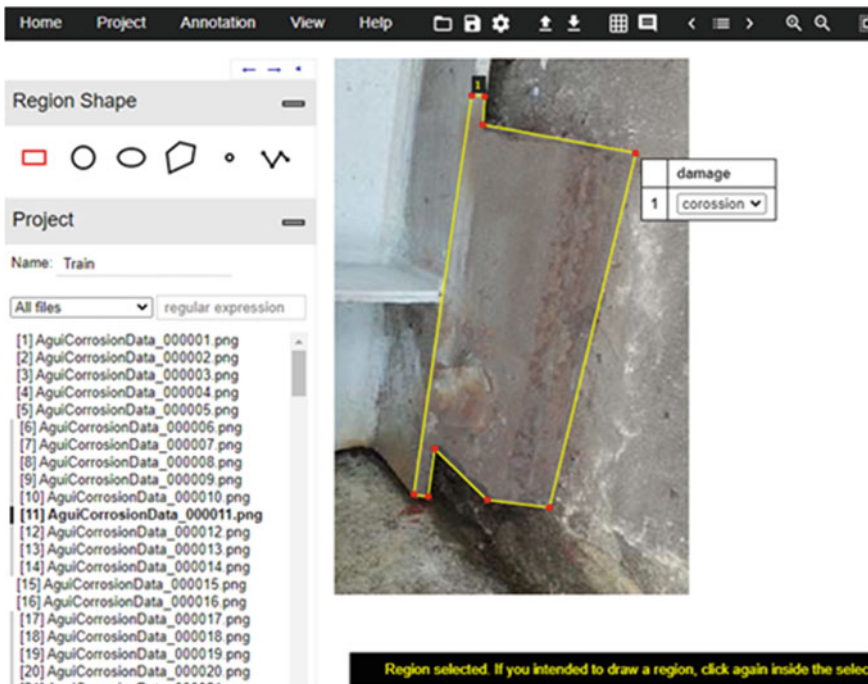 Home Project Annotation View Help
Region Shape
Project
Name: Train
All files regular expression
[1] AguiCorrosionData_000001.png
[2] AguiCorrosionData_000002.png
[3] AguiCorrosionData_000003.png
[4] AguiCorrosionData_000004.png
[5] AguiCorrosionData_000005.png
[6] AguiCorrosionData_000006.png
[7] AguiCorrosionData_000007.png
[8] AguiCorrosionData_000008.png
[9] AguiCorrosionData_000009.png
[10] AguiCorrosionData_000010.png
[11] AguiCorrosionData_000011.png
[12] AguiCorrosionData_000012.png
[13] AguiCorrosionData_000013.png
[14] AguiCorrosionData_000014.png
[15] AguiCorrosionData_000015.png
[16] AguiCorrosionData_000016.png
[17] AguiCorrosionData_000017.png
[18] AguiCorrosionData_000018.png
[19] AguiCorrosionData_000019.png
[20] AguiCorrosionData_000020.png
1
damage
1 corossion
Region selected. If you intended to draw a region, click again inside the selec